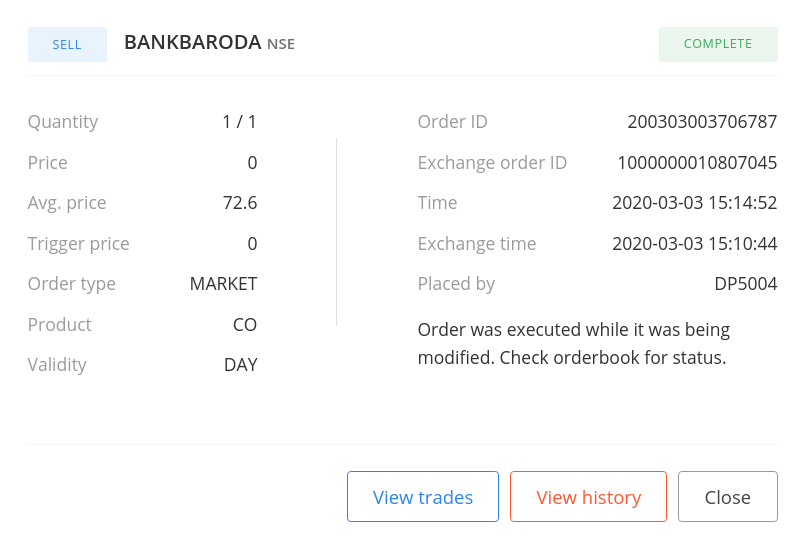 SELL BANKBARODA NSE COMPLETE
Quantity 1 / 1
Price 0
Avg. price 72.6
Trigger price 0
Order type MARKET
Product CO
Validity DAY
Order ID 200303003706787
Exchange order ID 1000000010807045
Time 2020-03-03 15:14:52
Exchange time 2020-03-03 15:10:44
Placed by DP5004
Order was executed while it was being
modified. Check orderbook for status.
View trades View history Close